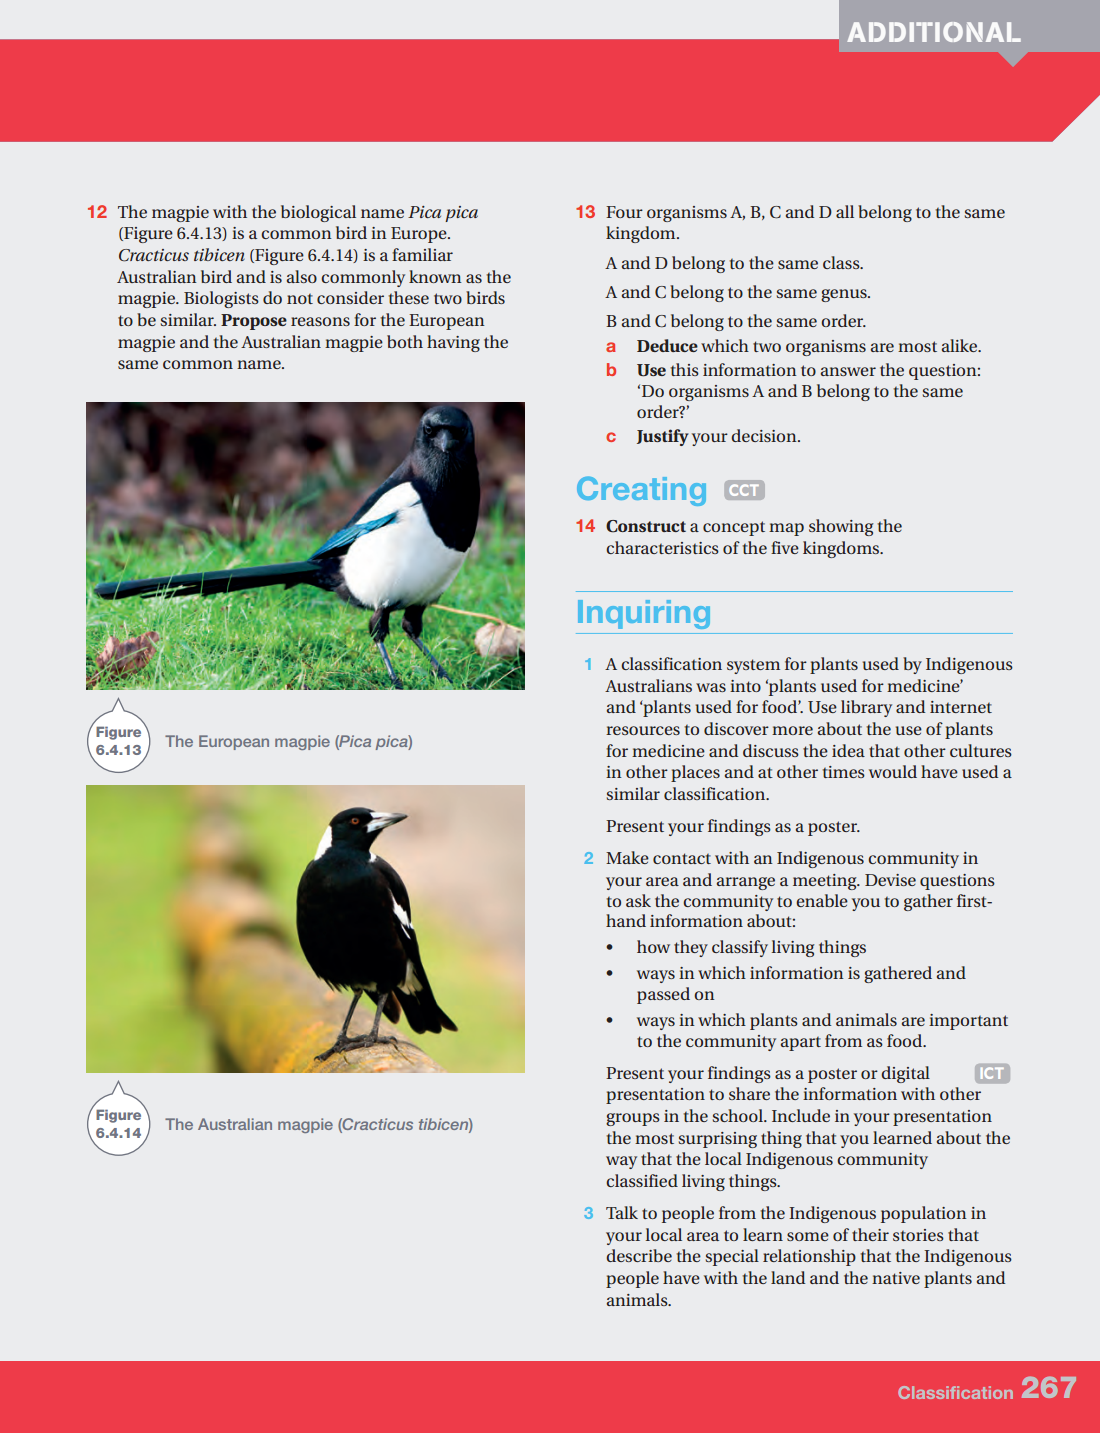 ADDITIONAL
12 The magpie with the biological name Pica pica
(Figure 6.4.13) is a common bird in Europe.
Cracticus tibicen (Figure 6.4.14) is a familiar
Australian bird and is also commonly known as the
magpie. Biologists do not consider these two birds
to be similar. Propose reasons for the European
magpie and the Australian magpie both having the
same common name.
Figure
6.4.13
The European magpie (Pica pica)
Figure
6.4.14
The Australian magpie (Cracticus tibicen)
13 Four organisms A, B, C and D all belong to the same
kingdom.
A and D belong to the same class.
A and C belong to the same genus.
B and C belong to the same order.
a Deduce which two organisms are most alike.
b Use this information to answer the question:
‘Do organisms A and B belong to the same
order?’
c Justify your decision.
Creating CCT
14 Construct a concept map showing the
characteristics of the five kingdoms.
Inquiring
1 A classification system for plants used by Indigenous
Australians was into ‘plants used for medicine’
and ‘plants used for food’. Use library and internet
resources to discover more about the use of plants
for medicine and discuss the idea that other cultures
in other places and at other times would have used a
similar classification.
Present your findings as a poster.
2 Make contact with an Indigenous community in
your area and arrange a meeting. Devise questions
to ask the community to enable you to gather first-
hand information about:
• how they classify living things
• ways in which information is gathered and
passed on
• ways in which plants and animals are important
to the community apart from as food.
Present your findings as a poster or digital ICT
presentation to share the information with other
groups in the school. Include in your presentation
the most surprising thing that you learned about the
way that the local Indigenous community
classified living things.
3 Talk to people from the Indigenous population in
your local area to learn some of their stories that
describe the special relationship that the Indigenous
people have with the land and the native plants and
animals.
Classification 267